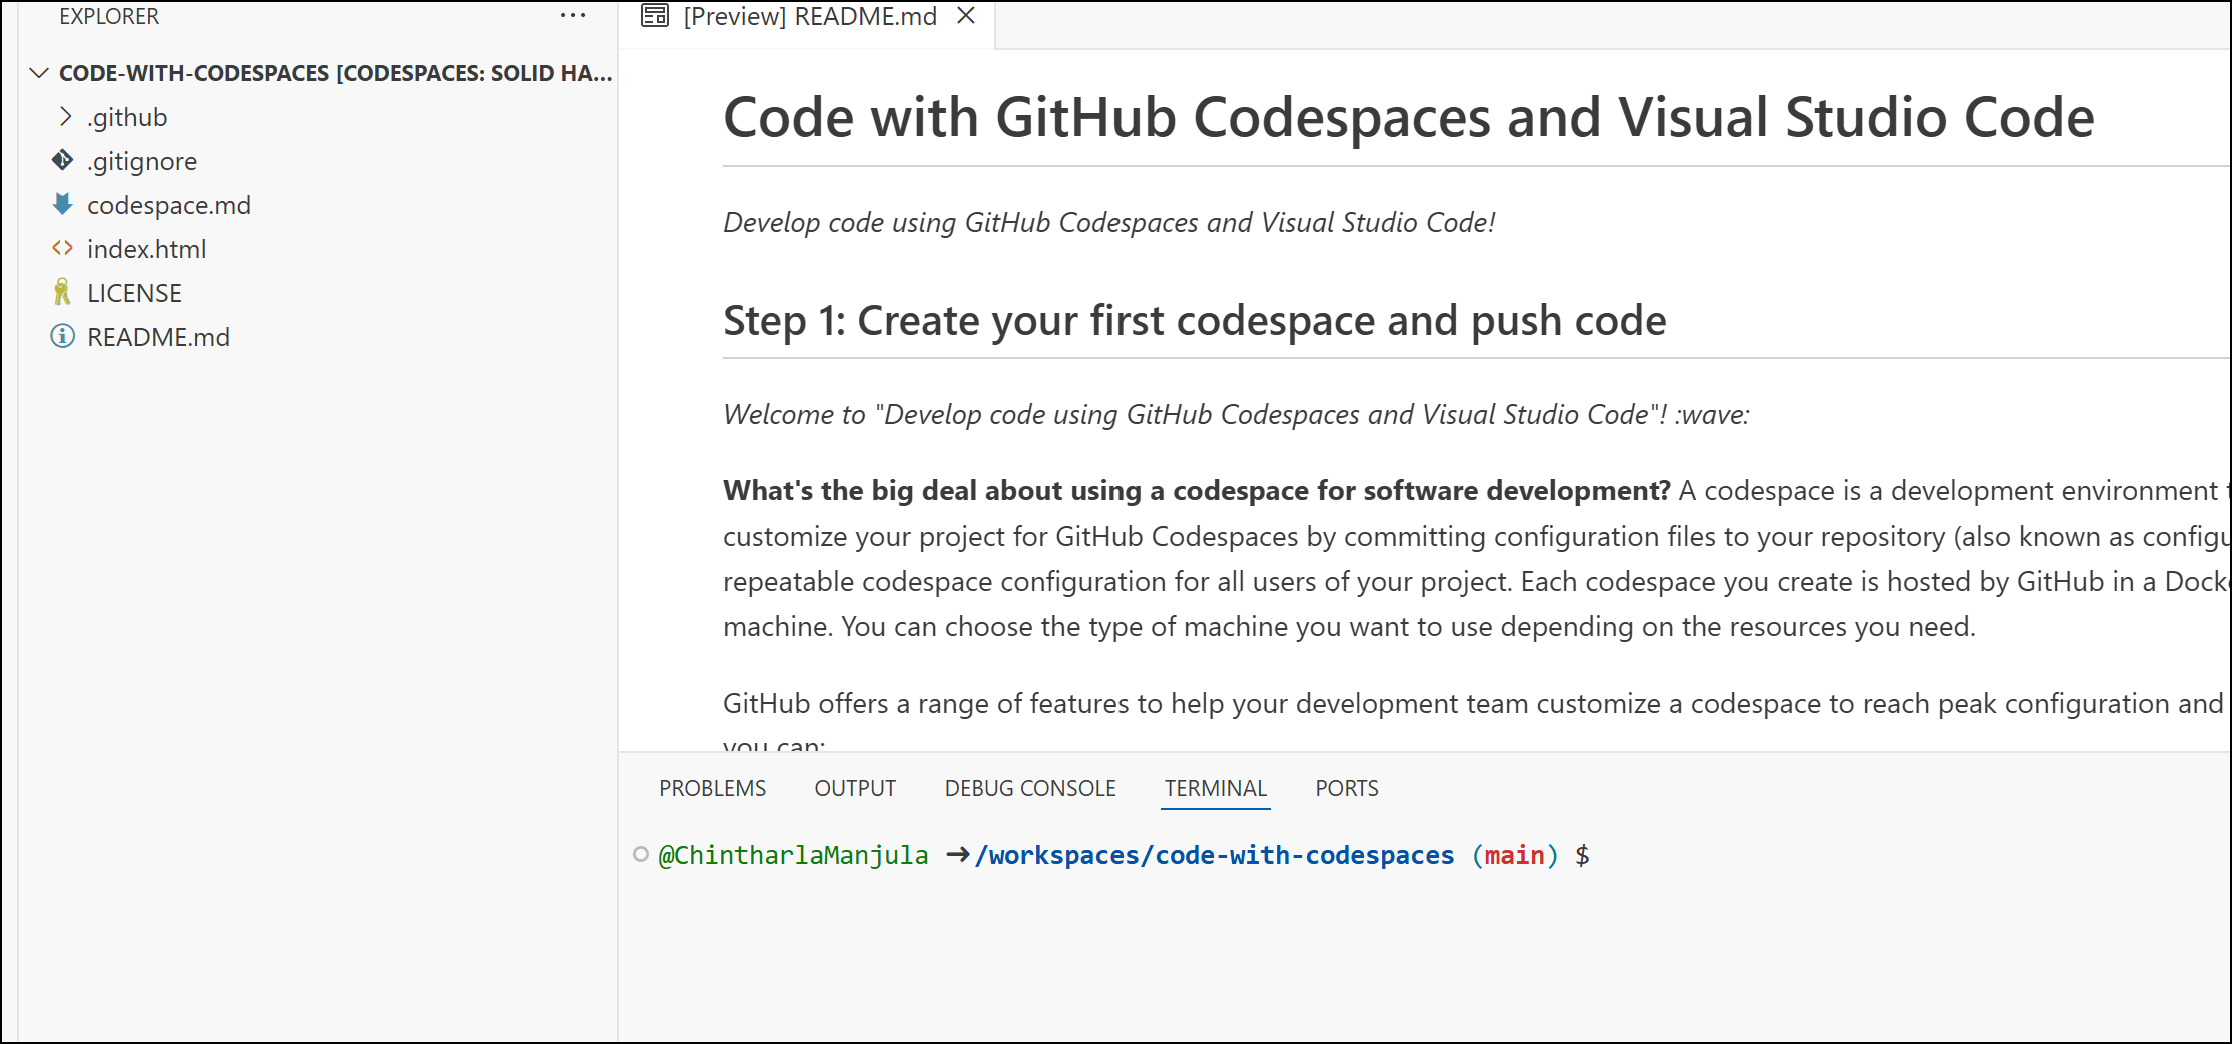 EXPLORER
CODE-WITH-CODESPACES [CODESPACES: SOLID HA...
.github
.gitignore
codespace.md
index.html
LICENSE
README.md
[Preview] README.md
Code with GitHub Codespaces and Visual Studio Code
Develop code using GitHub Codespaces and Visual Studio Code!
Step 1: Create your first codespace and push code
Welcome to "Develop code using GitHub Codespaces and Visual Studio Code"! :wave:
What's the big deal about using a codespace for software development? A codespace is a development environment
customize your project for GitHub Codespaces by committing configuration files to your repository (also known as configu
repeatable codespace configuration for all users of your project. Each codespace you create is hosted by GitHub in a Docke
machine. You can choose the type of machine you want to use depending on the resources you need.
GitHub offers a range of features to help your development team customize a codespace to reach peak configuration and
you can:
PROBLEMS OUTPUT DEBUG CONSOLE TERMINAL PORTS
@ChintharlaManjula ➜/workspaces/code-with-codespaces (main) $